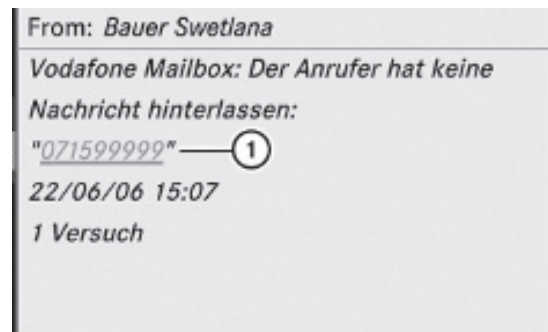 From: Bauer Swetlana
Vodafone Mailbox: Der Anrufer hat keine
Nachricht hinterlassen:
"071599999" 1
22/06/06 15:07
1 Versuch